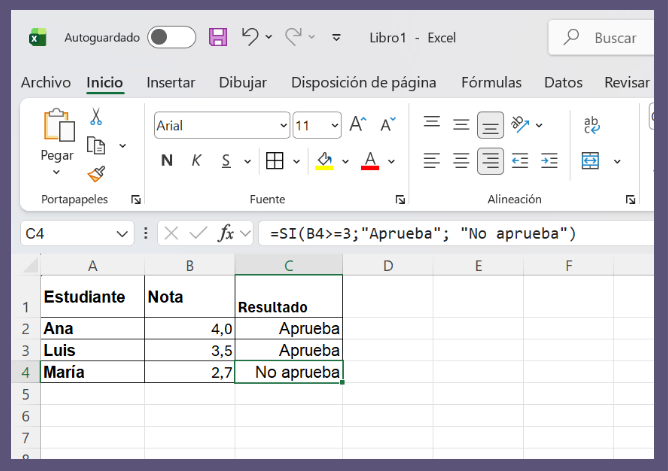 Autoguardado Libro1 - Excel Buscar
Archivo Inicio Insertar Dibujar Disposición de página Fórmulas Datos Revisar
Pegar
Arial 11 A A
N K S A
ab
Portapapeles Fuente Alineación
C4 fx =SI(B4>=3;"Aprueba"; "No aprueba")
A B C D E F
1 Estudiante Nota Resultado
2 Ana 4,0 Aprueba
3 Luis 3,5 Aprueba
4 María 2,7 No aprueba
5
6
7
8